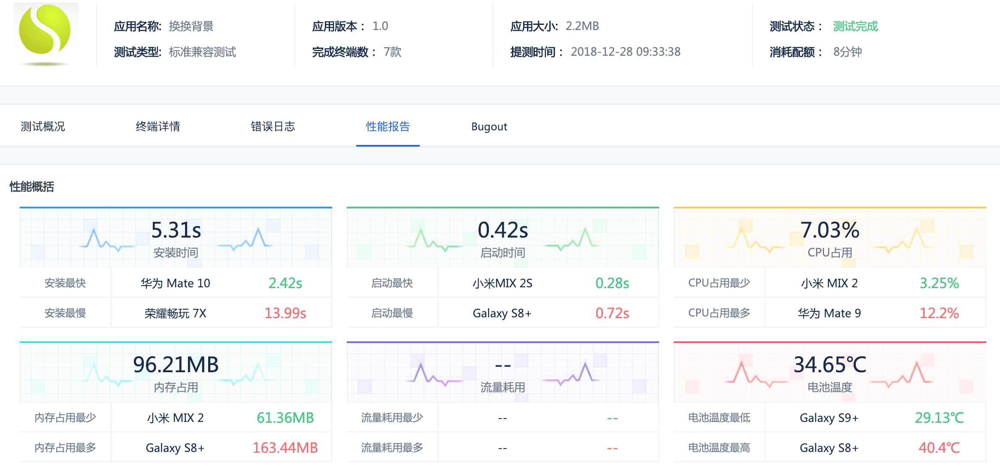 应用名称: 换换背景
应用版本： 1.0
应用大小: 2.2MB
测试状态： 测试完成
测试类型: 标准兼容测试
完成终端数： 7款
提测时间： 2018-12-28 09:33:38
消耗配额： 8分钟
测试概况 终端详情 错误日志 性能报告 Bugout
性能概括
5.31s
安装时间
安装最快 华为 Mate 10 2.42s
安装最慢 荣耀畅玩 7X 13.99s
0.42s
启动时间
启动最快 小米MIX 2S 0.28s
启动最慢 Galaxy S8+ 0.72s
7.03%
CPU占用
CPU占用最少 小米 MIX 2 3.25%
CPU占用最多 华为 Mate 9 12.2%
96.21MB
内存占用
内存占用最少 小米 MIX 2 61.36MB
内存占用最多 Galaxy S8+ 163.44MB
--
流量耗用
流量耗用最少 -- --
流量耗用最多 -- --
34.65℃
电池温度
电池温度最低 Galaxy S9+ 29.13℃
电池温度最高 Galaxy S8+ 40.4℃